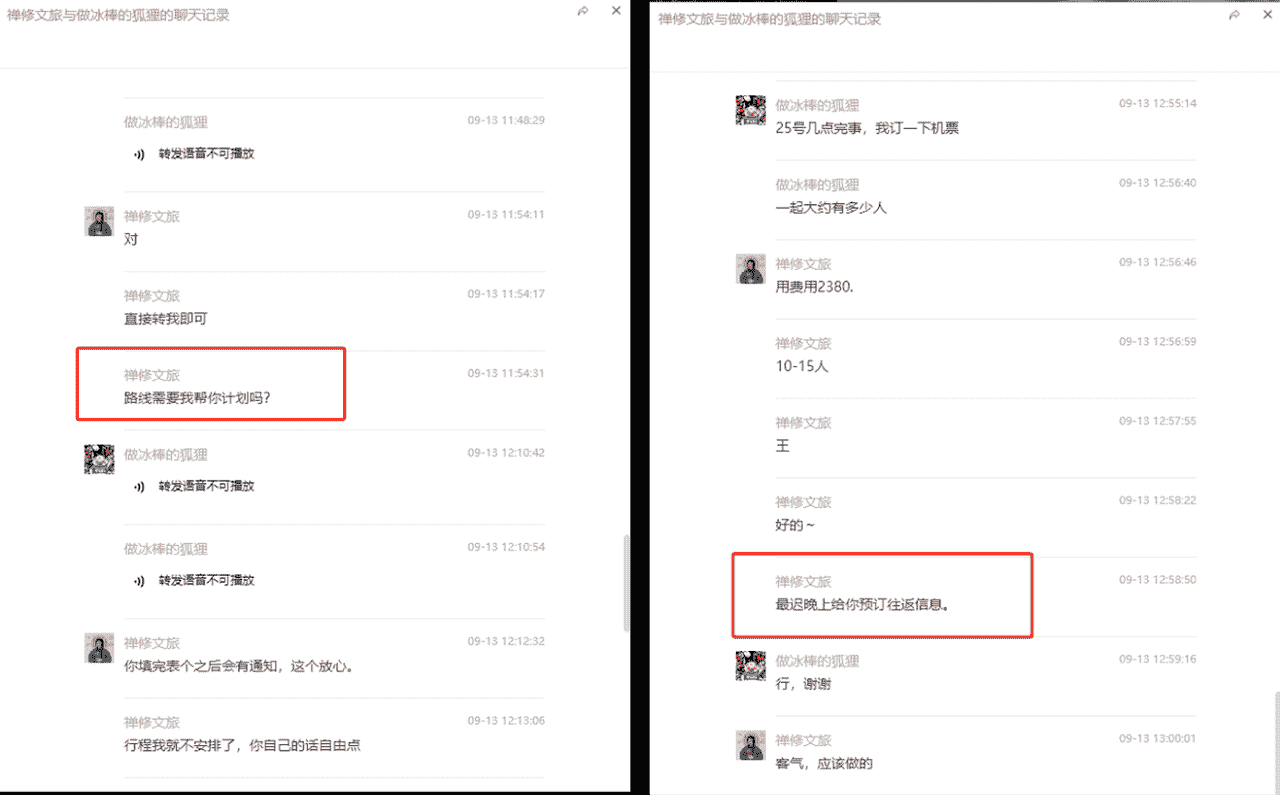 禅修文旅与做冰棒的狐狸的聊天记录
做冰棒的狐狸
09-13 11:48:29
转发语音不可播放
禅修文旅
09-13 11:54:11
对
禅修文旅
09-13 11:54:17
直接转我即可
禅修文旅
09-13 11:54:31
路线需要我帮你计划吗?
做冰棒的狐狸
09-13 12:10:42
转发语音不可播放
做冰棒的狐狸
09-13 12:10:54
转发语音不可播放
禅修文旅
09-13 12:12:32
你填完表个之后会有通知，这个放心。
禅修文旅
09-13 12:13:06
行程我就不安排了，你自己的话自由点
禅修文旅与做冰棒的狐狸的聊天记录
做冰棒的狐狸
09-13 12:55:14
25号几点完事，我订一下机票
做冰棒的狐狸
09-13 12:56:40
一起大约有多少人
禅修文旅
09-13 12:56:46
用费用2380.
禅修文旅
09-13 12:56:59
10-15人
禅修文旅
09-13 12:57:55
王
禅修文旅
09-13 12:58:22
好的~
禅修文旅
09-13 12:58:50
最迟晚上给你预订往返信息。
做冰棒的狐狸
09-13 12:59:16
行，谢谢
禅修文旅
09-13 13:00:01
客气，应该做的